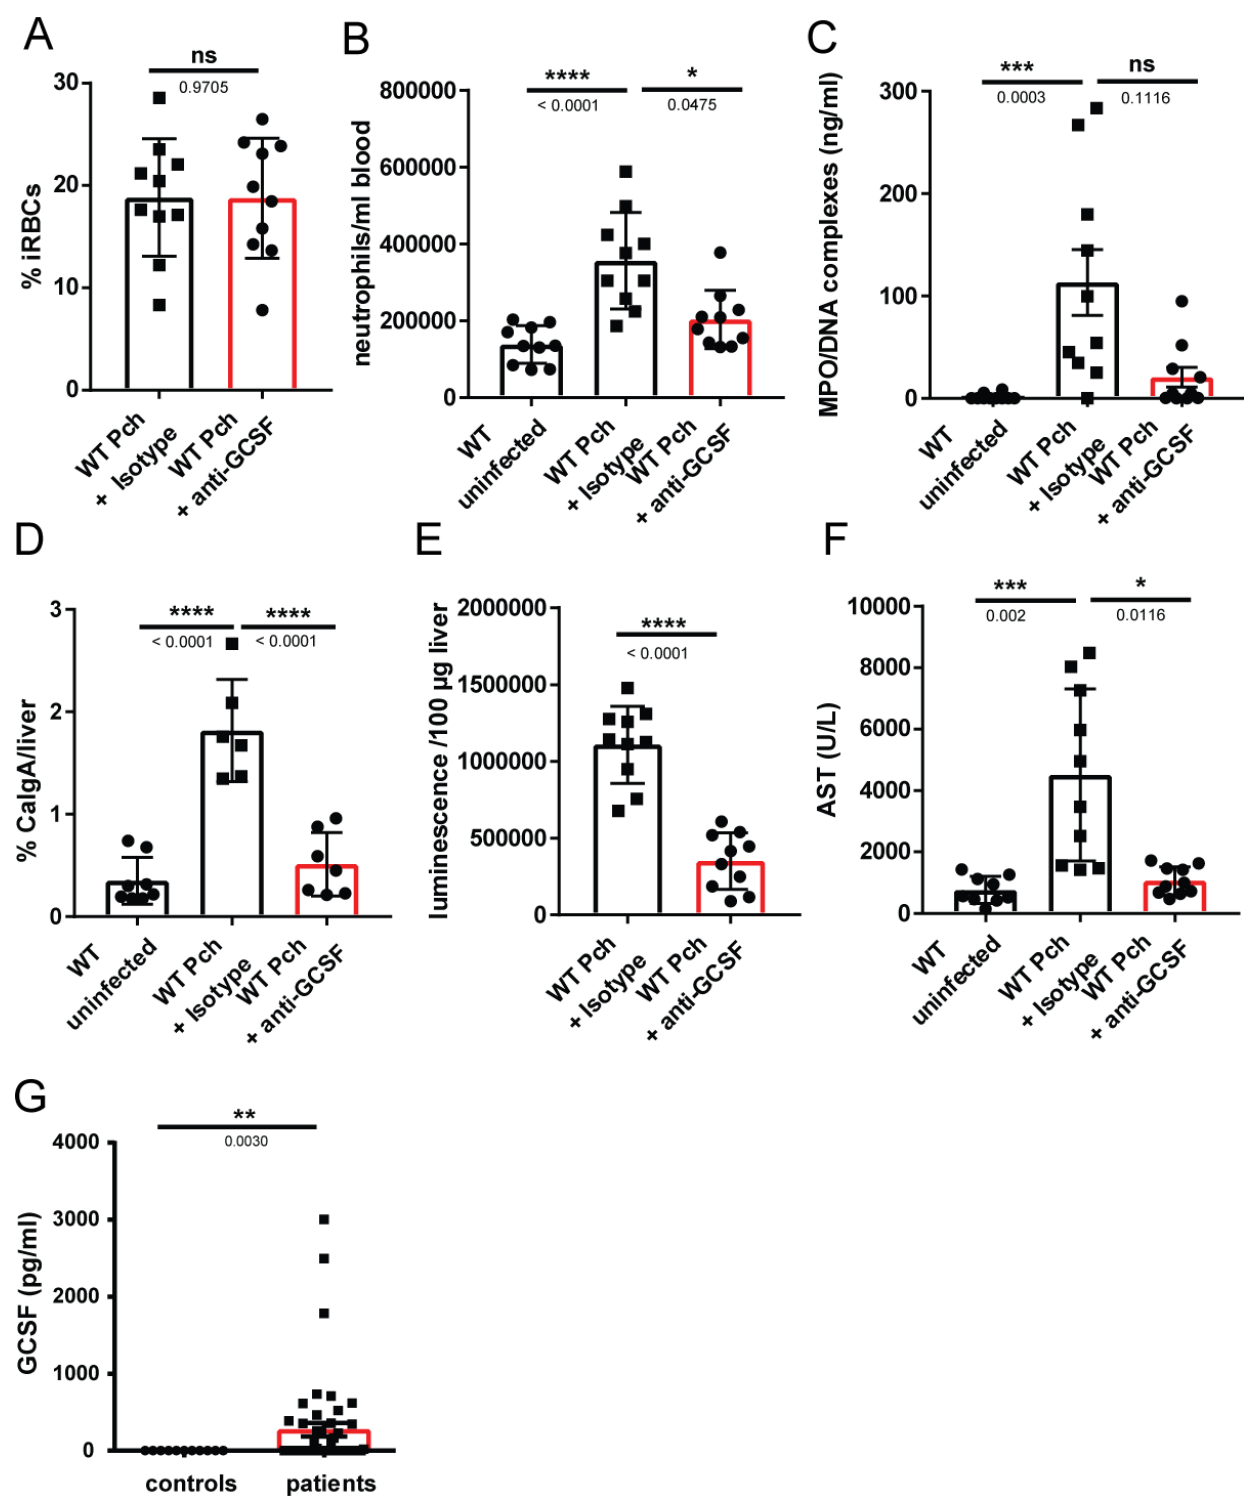 A
ns
0.9705
30
20
10
0
% iRBCs
WT Pch
+ Isotype
WT Pch
+ anti-GCSF
B
****
< 0.0001
*
0.0475
800000
600000
400000
200000
0
neutrophils/ml blood
WT
uninfected
WT Pch
+ Isotype
WT Pch
+ anti-GCSF
C
***
0.0003
ns
0.1116
300
200
100
0
MPO/DNA complexes (ng/ml)
WT
uninfected
WT Pch
+ Isotype
WT Pch
+ anti-GCSF
D
****
< 0.0001
****
< 0.0001
3
2
1
0
% CalgA/liver
WT
uninfected
WT Pch
+ Isotype
WT Pch
+ anti-GCSF
E
****
< 0.0001
2000000
1500000
1000000
500000
0
luminescence /100 µg liver
WT Pch
+ Isotype
WT Pch
+ anti-GCSF
F
***
0.002
*
0.0116
10000
8000
6000
4000
2000
0
AST (U/L)
WT
uninfected
WT Pch
+ Isotype
WT Pch
+ anti-GCSF
G
**
0.0030
4000
3000
2000
1000
0
GCSF (pg/ml)
controls
patients